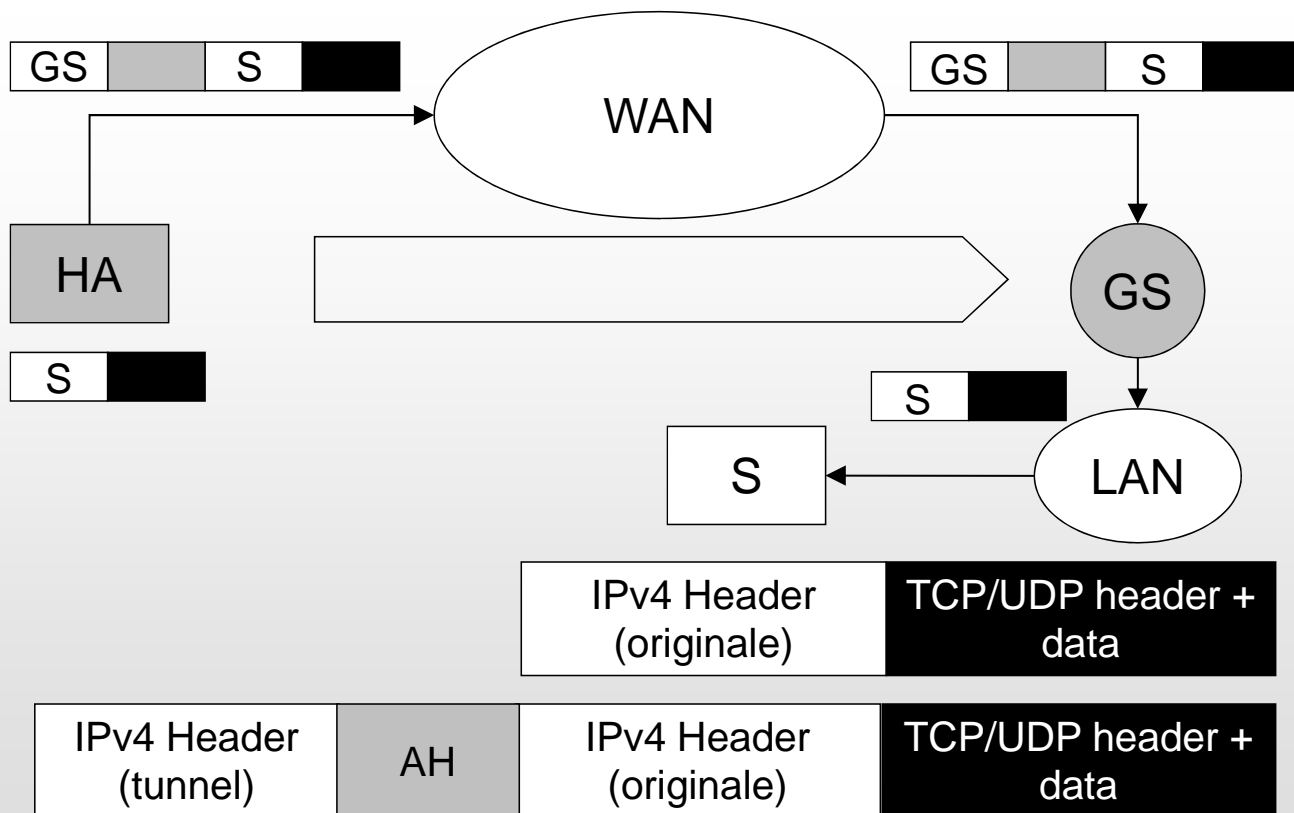 GS S
WAN
GS S
HA
GS
S
S
S
LAN
IPv4 Header
(originale)
TCP/UDP header +
data
IPv4 Header
(tunnel)
AH
IPv4 Header
(originale)
TCP/UDP header +
data